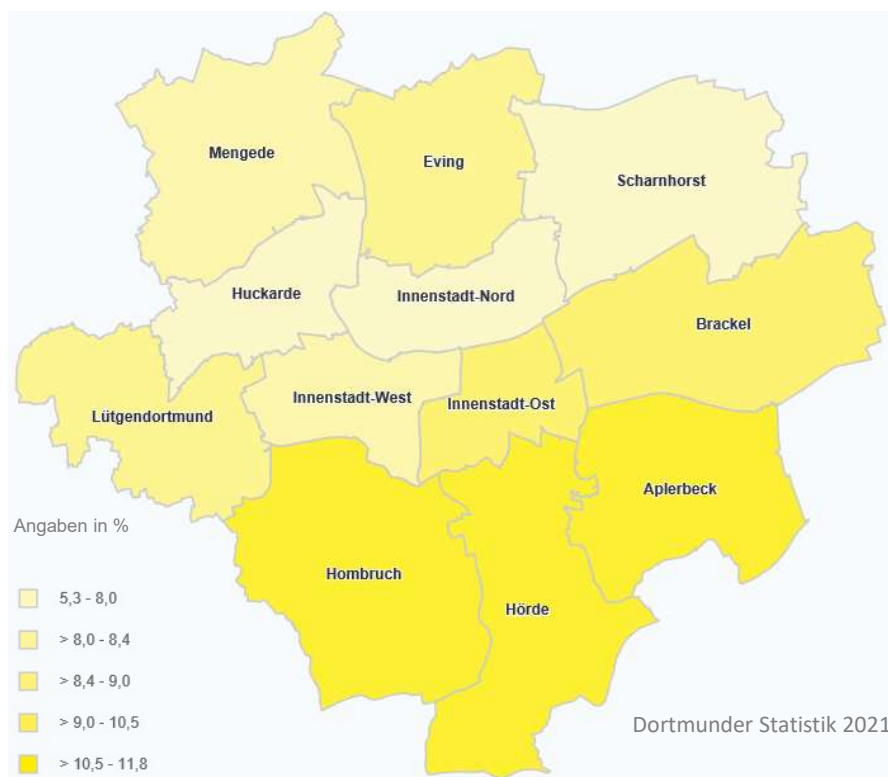 Mengede
Eving
Scharnhorst
Huckarde
Innenstadt-Nord
Brackel
Innenstadt-West
Innenstadt-Ost
Lütgendortmund
Aplerbeck
Hombruch
Hörde
Angaben in %
5,3 - 8,0
> 8,0 - 8,4
> 8,4 - 9,0
> 9,0 - 10,5
> 10,5 - 11,8
Dortmunder Statistik 2021